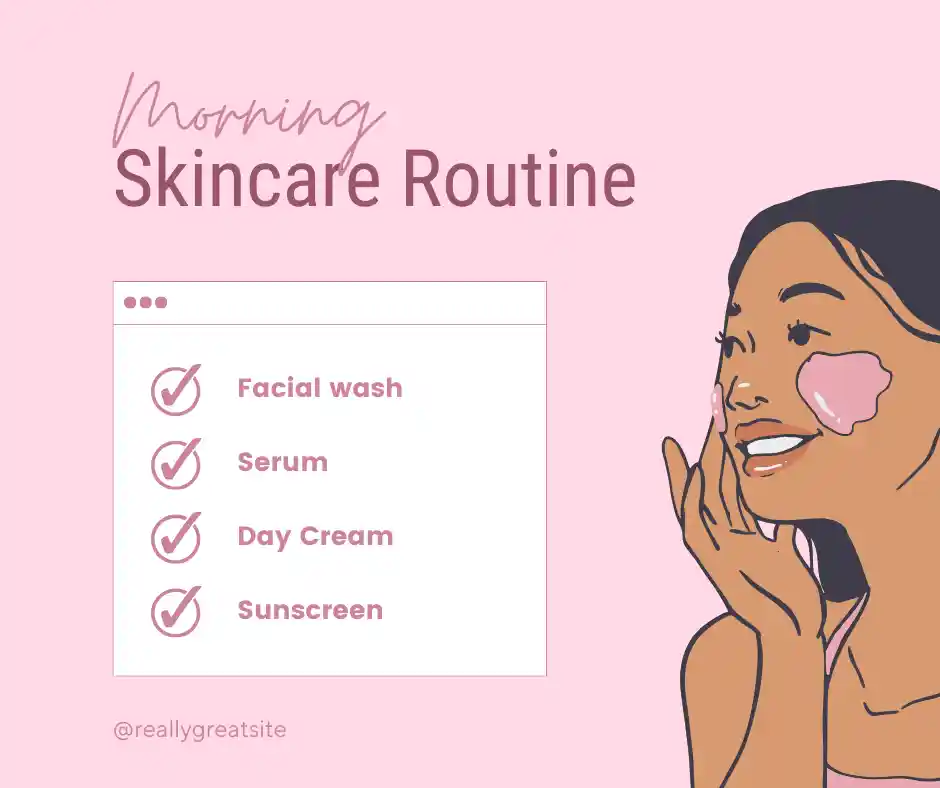 Morning
Skincare Routine
Facial wash
Serum
Day Cream
Sunscreen
@reallygreatsite